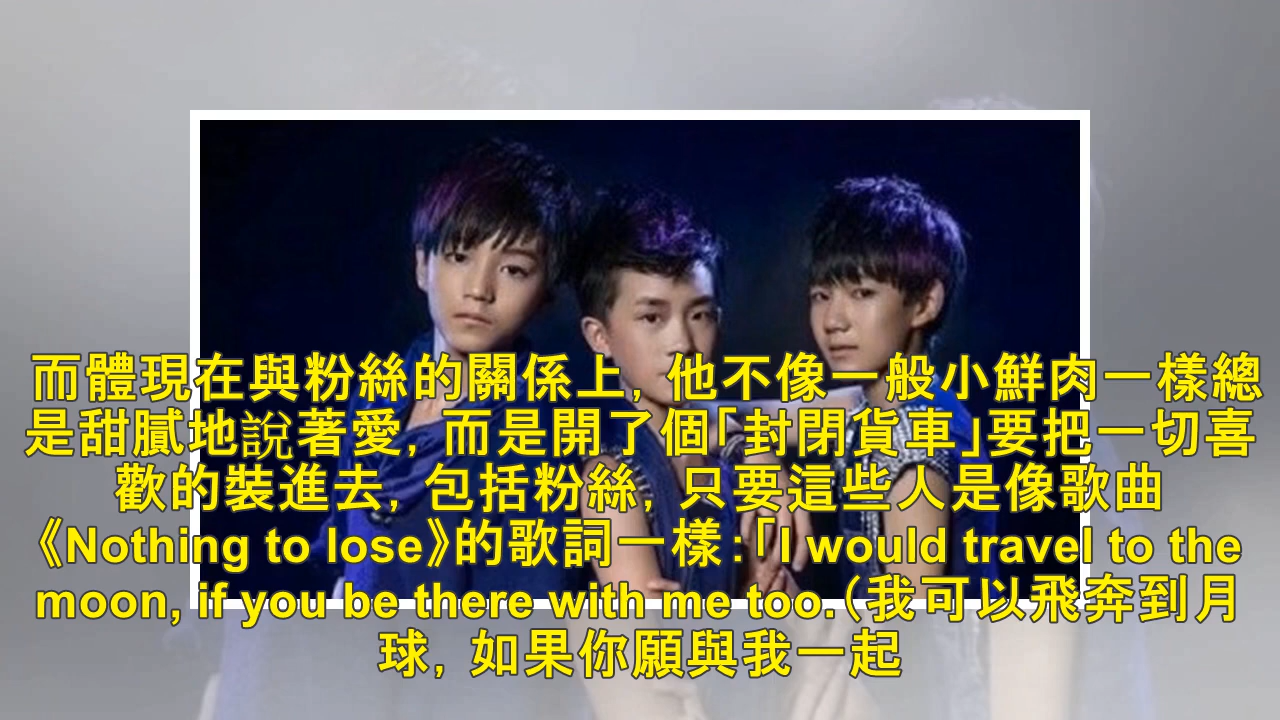 而體現在與粉絲的關係上, 他不像一般小鮮肉一樣總
是甜膩地說著愛, 而是開了個「封閉貨車」要把一切喜
歡的裝進去, 包括粉絲, 只要這些人是像歌曲
《Nothing to lose》的歌詞一樣:「I would travel to the
moon, if you be there with me too.(我可以飛奔到月
球, 如果你願與我一起